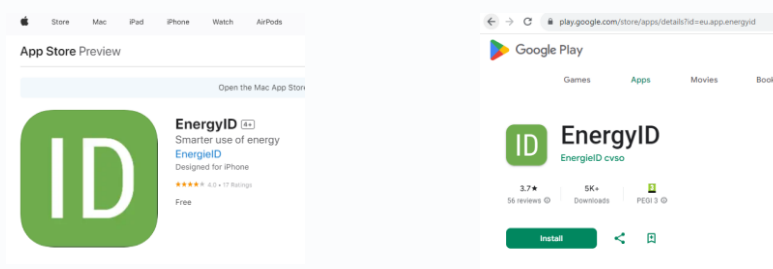 Store Mac iPad iPhone Watch AirPods
App Store Preview
Open the Mac App Store
ID
EnergyID 4+
Smarter use of energy
EnergieID
Designed for iPhone
★★★★★ 4.0 • 17 Ratings
Free
play.google.com/store/apps/details?id=eu.app.energyid
Google Play
Games Apps Movies Book
ID
EnergyID
EnergieID cvso
3.7★ 5K+ 3
56 reviews Downloads PEGI 3
Install